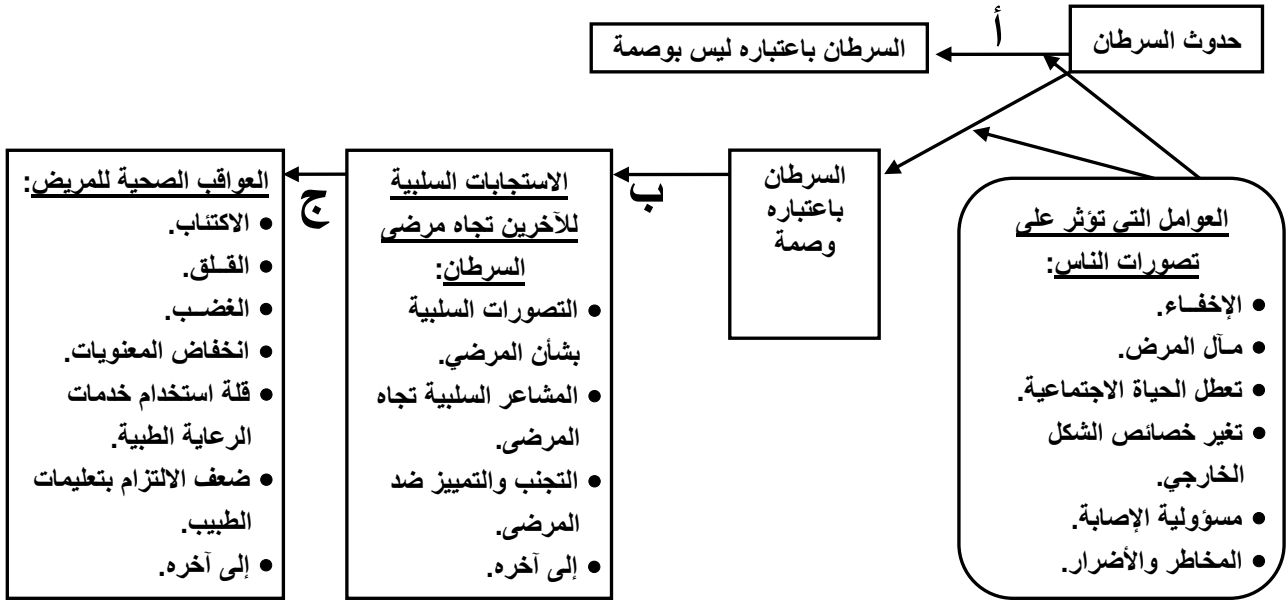 حدوث السرطان
أ
السرطان باعتباره ليس بوصمة
العوامل التي تؤثر على
تصورات الناس:
• الإخفــاء.
• مـآل المرض.
• تعطل الحياة الاجتماعية.
• تغير خصائص الشكل
الخارجي.
• مسؤولية الإصابة.
• المخاطر والأضرار.
السرطان
باعتباره
وصمة
ب
الاستجابات السلبية
للآخرين تجاه مرضى
السرطان:
• التصورات السلبية
بشأن المرضي.
• المشاعر السلبية تجاه
المرضى.
• التجنب والتمييز ضد
المرضى.
• إلى آخره.
ج
العواقب الصحية للمريض:
• الاكتئاب.
• القــلق.
• الغضــب.
• انخفاض المعنويات.
• قلة استخدام خدمات
الرعاية الطبية.
• ضعف الالتزام بتعليمات
الطبيب.
• إلى آخره.